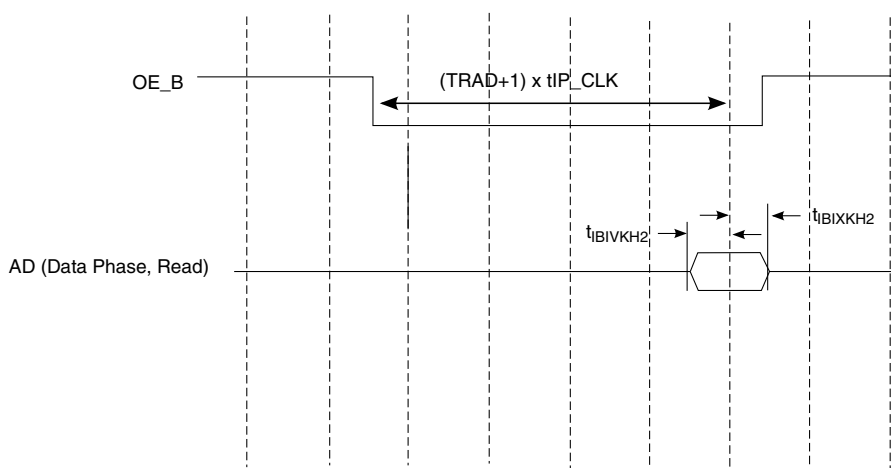 OE_B
(TRAD+1) x tIP_CLK
tIBIVKH2
tIBIXKH2
AD (Data Phase, Read)